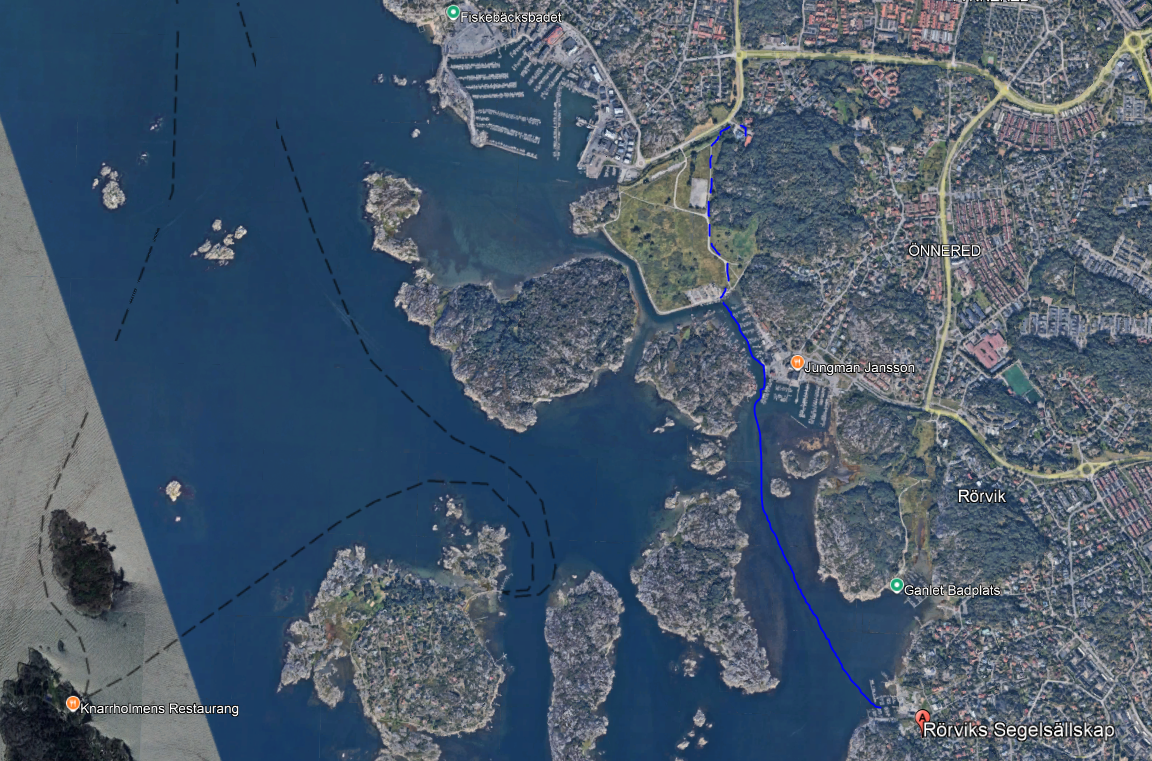 Fiskebäcksbadet
ÖNNERED
Jungman Jansson
Rörvik
Ganlet Badplats
Knarrholmens Restaurang
A
Rörviks Segelsällskap